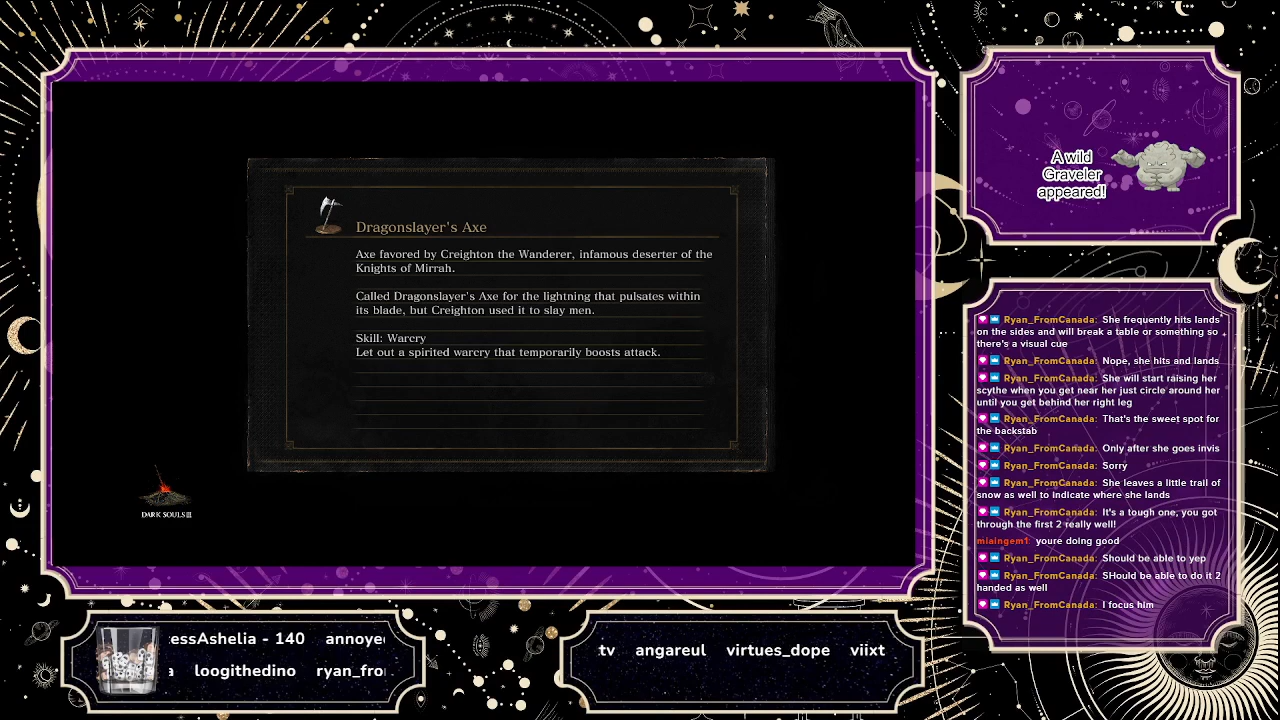 Dragonslayer's Axe
Axe favored by Creighton the Wanderer, infamous deserter of the
Knights of Mirrah.
Called Dragonslayer's Axe for the lightning that pulsates within
its blade, but Creighton used it to slay men.
Skill: Warcry
Let out a spirited warcry that temporarily boosts attack.
DARK SOULS III
A wild
Graveler
appeared!
Ryan_FromCanada: She frequently hits lands
on the sides and will break a table or something so
there's a visual cue
Ryan_FromCanada: Nope, she hits and lands
Ryan_FromCanada: She will start raising her
scythe when you get near her just circle around her
until you get behind her right leg
Ryan_FromCanada: That's the sweet spot for
the backstab
Ryan_FromCanada: Only after she goes invis
Ryan_FromCanada: Sorry
Ryan_FromCanada: She leaves a little trail of
snow as well to indicate where she lands
Ryan_FromCanada: It's a tough one, you got
through the first 2 really well!
miaingem1: youre doing good
Ryan_FromCanada: Should be able to yep
Ryan_FromCanada: SHould be able to do it 2
handed as well
Ryan_FromCanada: I focus him
essAshelia - 140 annoye
a loogithedino ryan_fro
tv angareul virtues_dope viixt